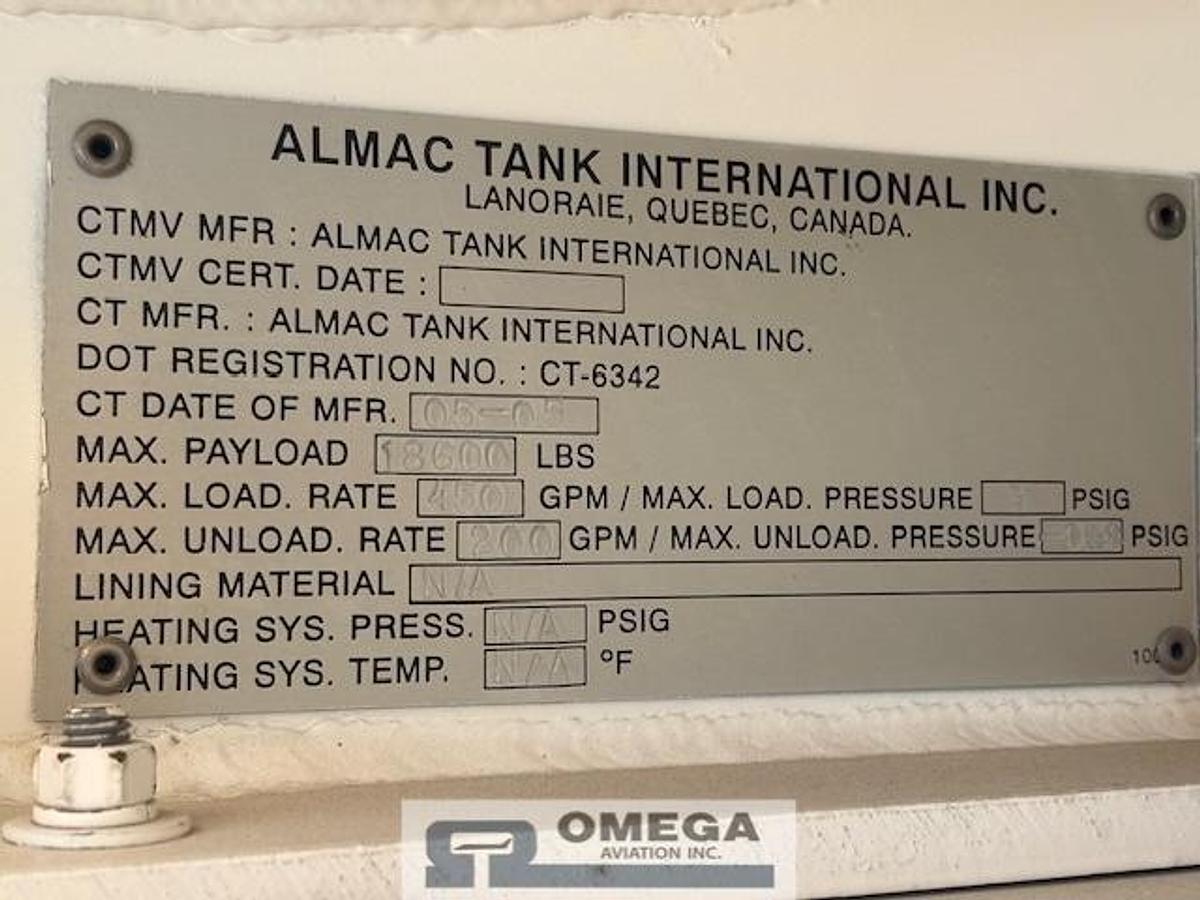 ALMAC TANK INTERNATIONAL INC.
LANORAIE, QUEBEC, CANADA.
CTMV MFR : ALMAC TANK INTERNATIONAL INC.
CTMV CERT. DATE :
CT MFR. : ALMAC TANK INTERNATIONAL INC.
DOT REGISTRATION NO. : CT-6342
CT DATE OF MFR. 05-05
MAX. PAYLOAD 18600 LBS
MAX. LOAD. RATE 450 GPM / MAX. LOAD. PRESSURE PSIG
MAX. UNLOAD. RATE 200 GPM / MAX. UNLOAD. PRESSURE PSIG
LINING MATERIAL N/A
HEATING SYS. PRESS. N/A PSIG
HEATING SYS. TEMP. N/A °F
OMEGA
AVIATION INC.